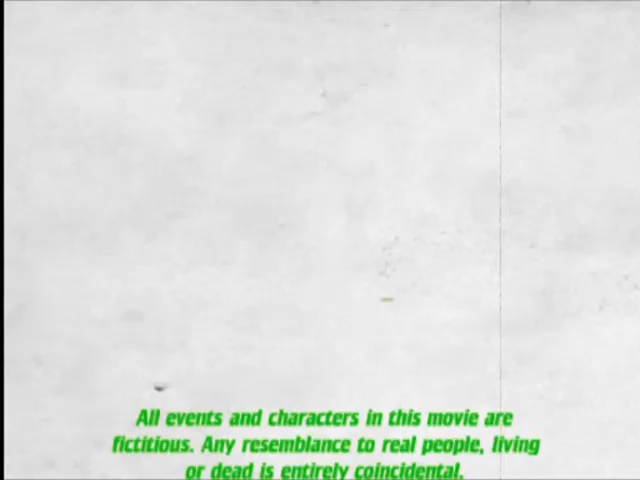 All events and characters in this movie are
fictitious. Any resemblance to real people, living
or dead is entirely coincidental.